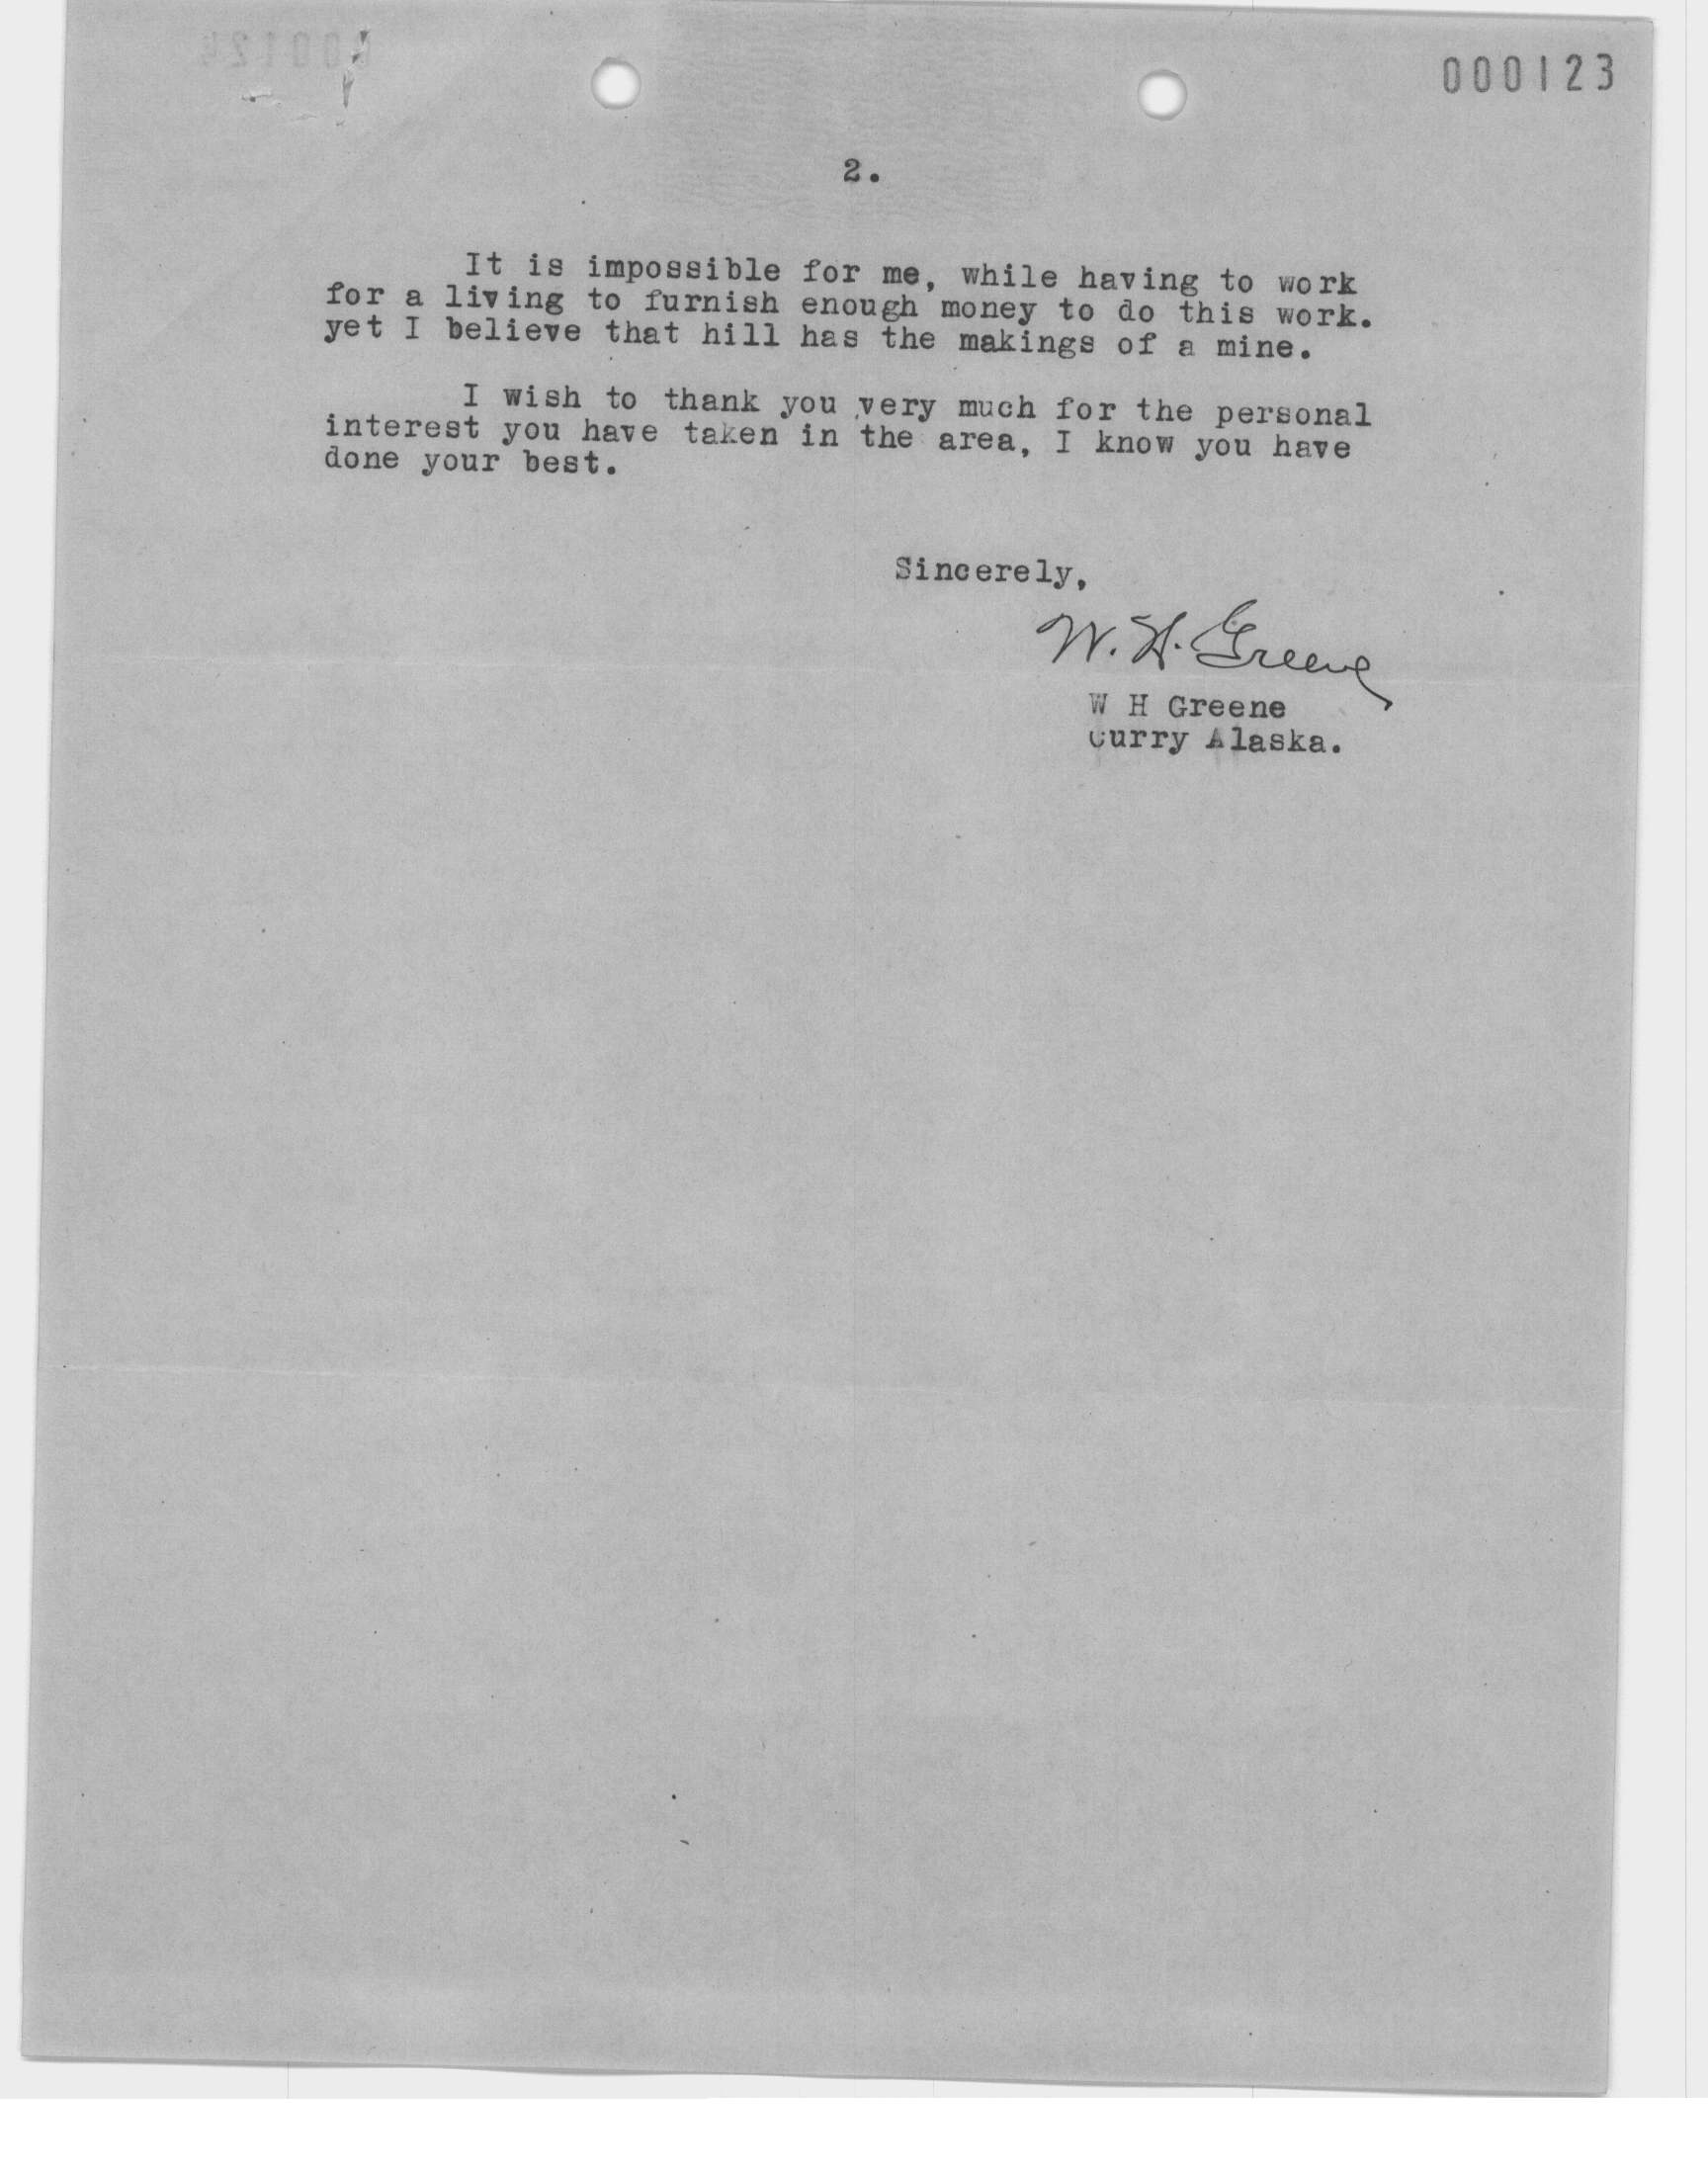 000123
2.
It is impossible for me, while having to work
for a living to furnish enough money to do this work.
yet I believe that hill has the makings of a mine.
I wish to thank you very much for the personal
interest you have taken in the area, I know you have
done your best.
Sincerely,
W. H. Greene
W H Greene
Curry Alaska.